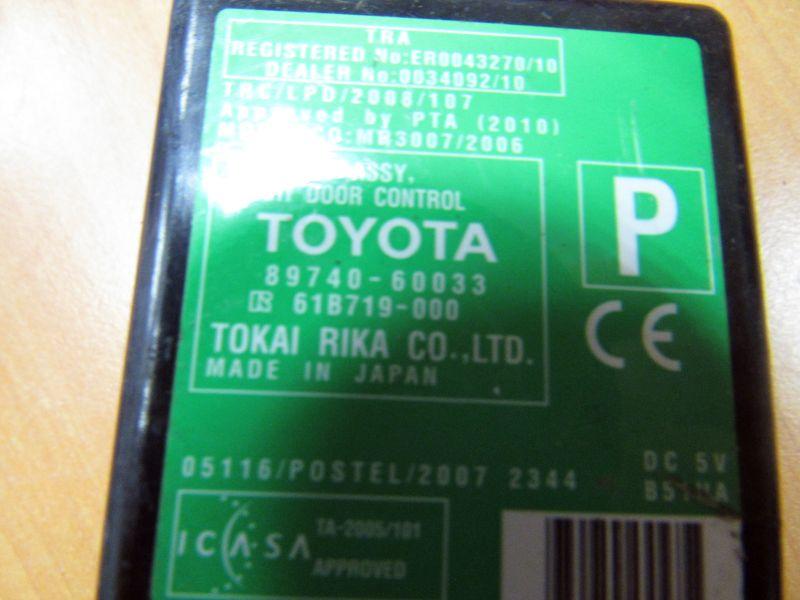 TRA
REGISTERED No:ER0043270/10
DEALER No:0034092/10
TRC/LPD/2008/107
Approved by PTA (2010)
MR3007/2006
ASSY,
DOOR CONTROL
TOYOTA
89740-60033
61B719-000
TOKAI RIKA CO.,LTD.
MADE IN JAPAN
P
CE
05116/POSTEL/2007 2344
DC 5V
ICASA
TA-2005/101
APPROVED